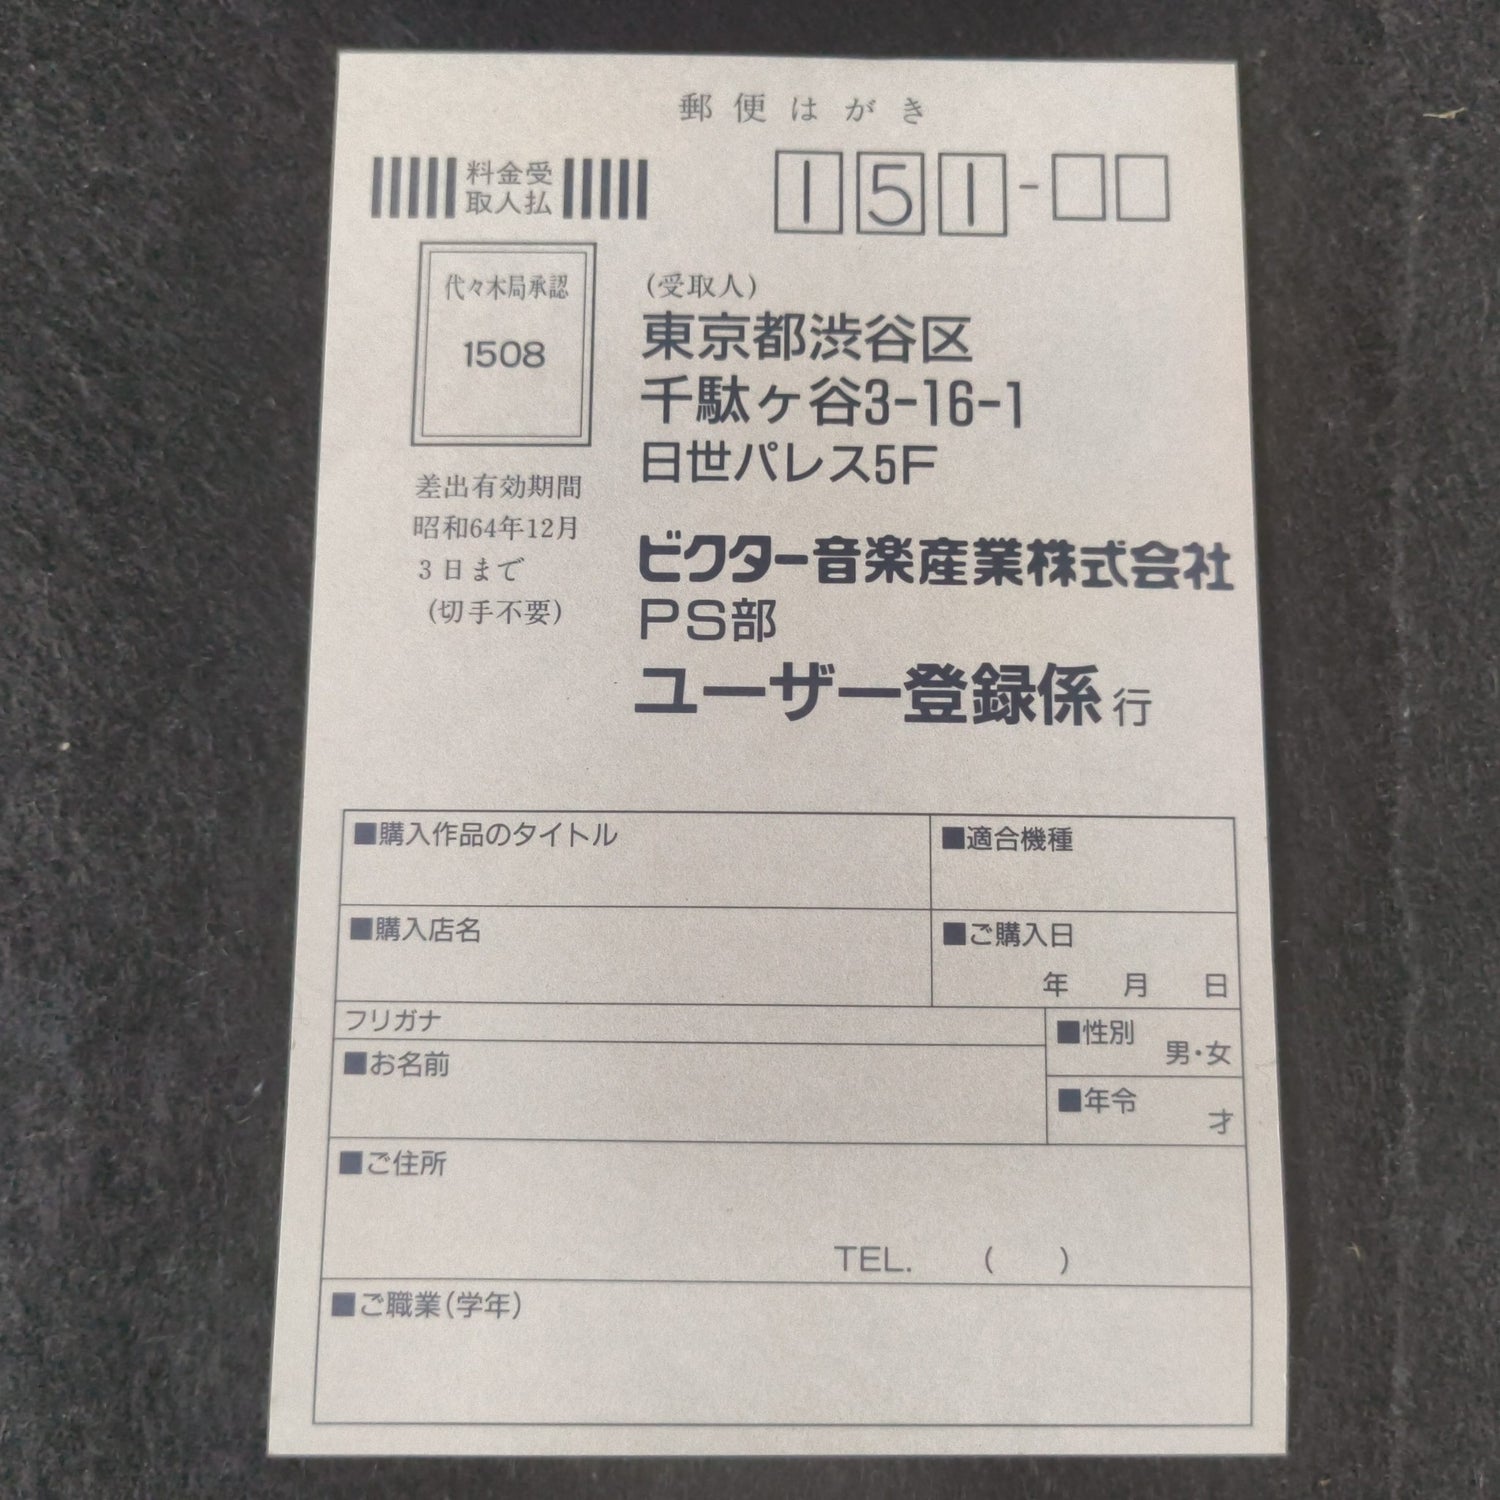 郵便はがき
料金受
取人払
151-
代々木局承認
1508
差出有効期間
昭和64年12月
3日まで
(切手不要)
(受取人)
東京都渋谷区
千駄ヶ谷3-16-1
日世パレス5F
ビクター音楽産業株式会社
PS部
ユーザー登録係行
■購入作品のタイトル
■適合機種
■購入店名
■ご購入日
年 月 日
フリガナ
■お名前
■性別
男・女
■年令
才
■ご住所
TEL. ( )
■ご職業(学年)